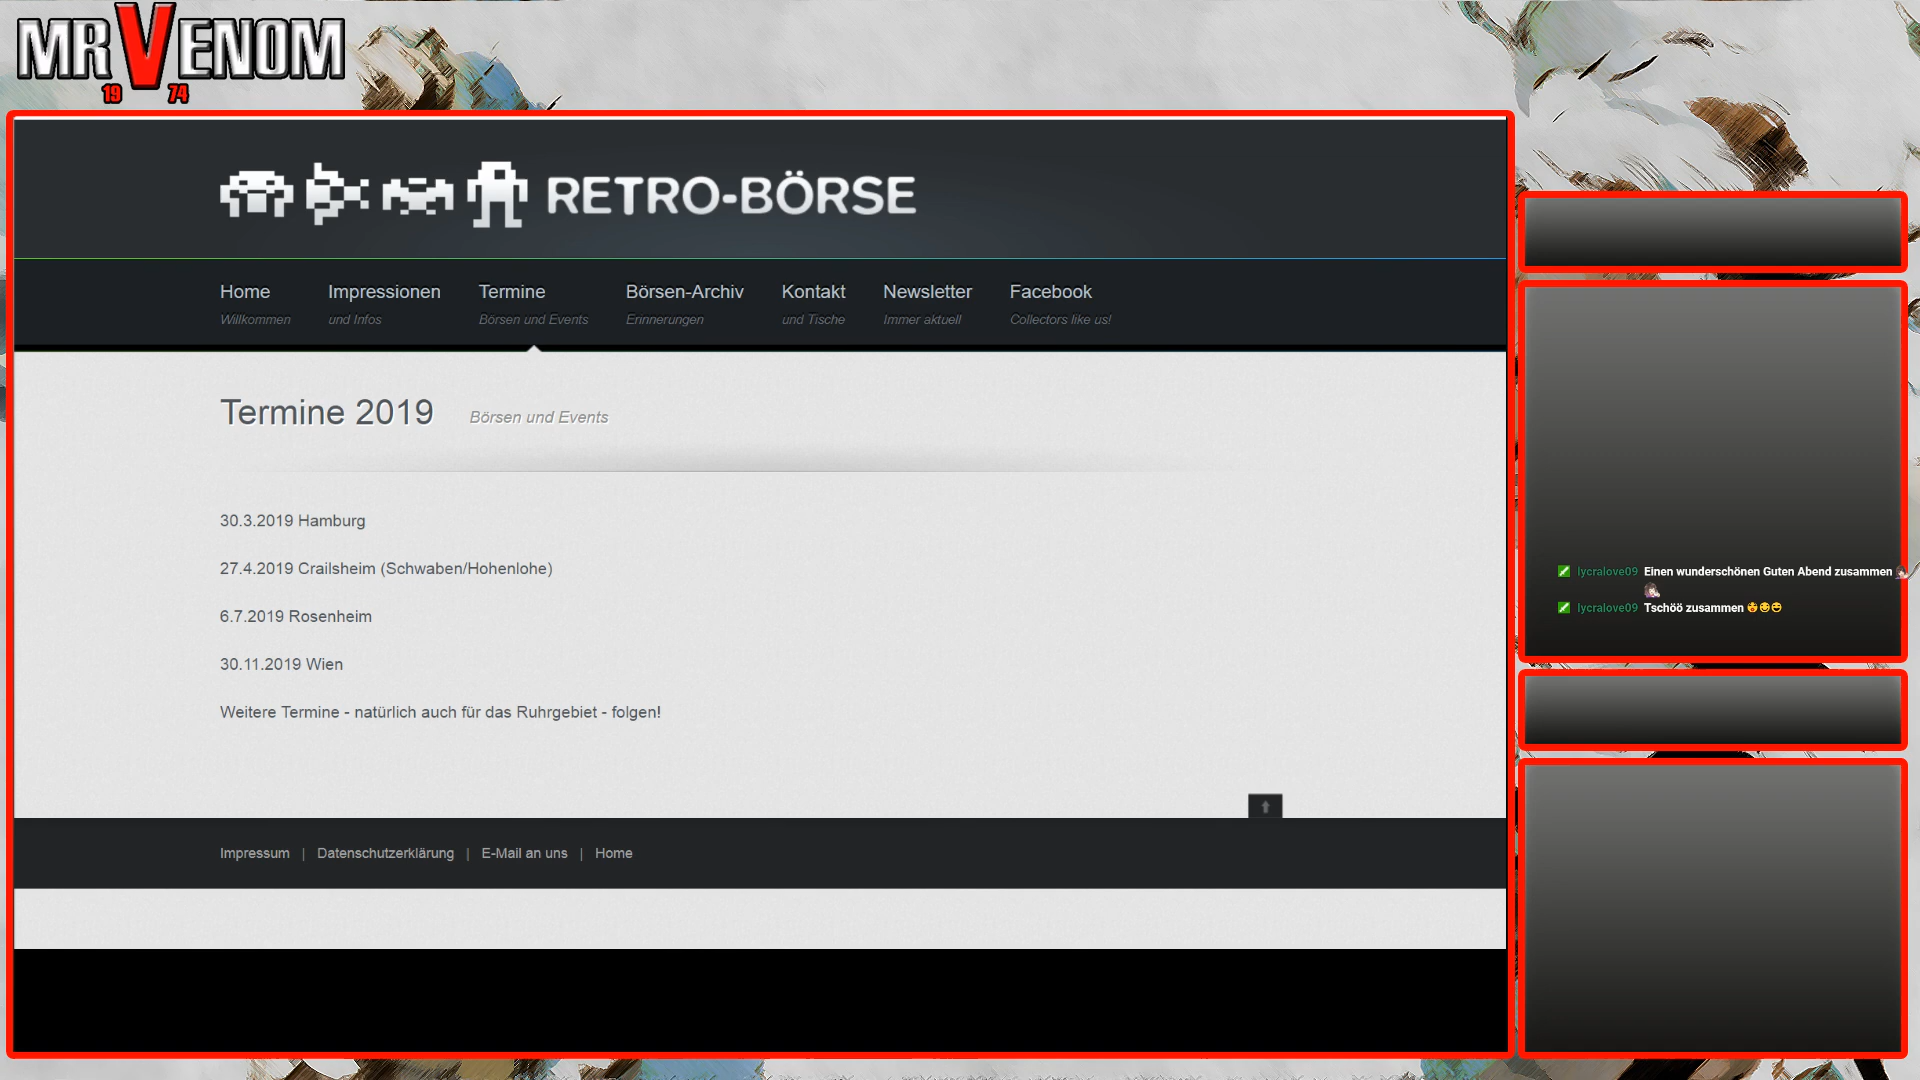 MRVENOM
19 74
RETRO-BÖRSE
Home Impressionen Termine Börsen-Archiv Kontakt Newsletter Facebook
Willkommen und Infos Börsen und Events Erinnerungen und Tische Immer aktuell Collectors like us!
Termine 2019 Börsen und Events
30.3.2019 Hamburg
27.4.2019 Crailsheim (Schwaben/Hohenlohe)
6.7.2019 Rosenheim
30.11.2019 Wien
Weitere Termine - natürlich auch für das Ruhrgebiet - folgen!
Impressum | Datenschutzerklärung | E-Mail an uns | Home
lycralove09 Einen wunderschönen Guten Abend zusammen
lycralove09 Tschöö zusammen